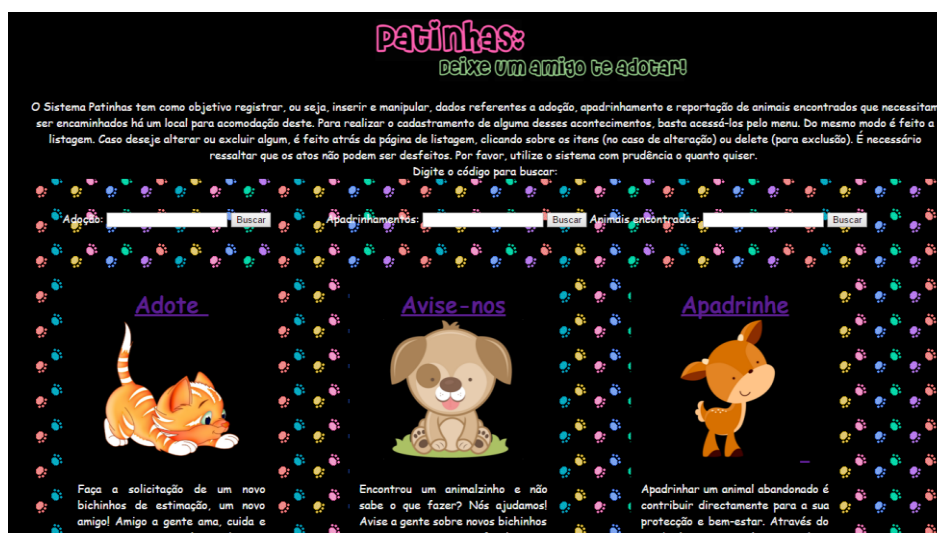 Patinhas:
Deixe um amigo te adotar!
O Sistema Patinhas tem como objetivo registrar, ou seja, inserir e manipular, dados referentes a adoção, apadrinhamento e reportação de animais encontrados que necessitam
ser encaminhados há um local para acomodação deste. Para realizar o cadastramento de alguma desses acontecimentos, basta acessá-los pelo menu. Do mesmo modo é feito a
listagem. Caso deseje alterar ou excluir algum, é feito atrás da página de listagem, clicando sobre os itens (no caso de alteração) ou delete (para exclusão). É necessário
ressaltar que os atos não podem ser desfeitos. Por favor, utilize o sistema com prudência o quanto quiser.
Digite o código para buscar:
Adoção: Buscar Apadrinhamentos: Buscar Animais encontrados: Buscar
Adote
Faça a solicitação de um novo
bichinhos de estimação, um novo
amigo! Amigo a gente ama, cuida e
Avise-nos
Encontrou um animalzinho e não
sabe o que fazer? Nós ajudamos!
Avise a gente sobre novos bichinhos
Apadrinhe
Apadrinhar um animal abandonado é
contribuir directamente para a sua
protecção e bem-estar. Através do